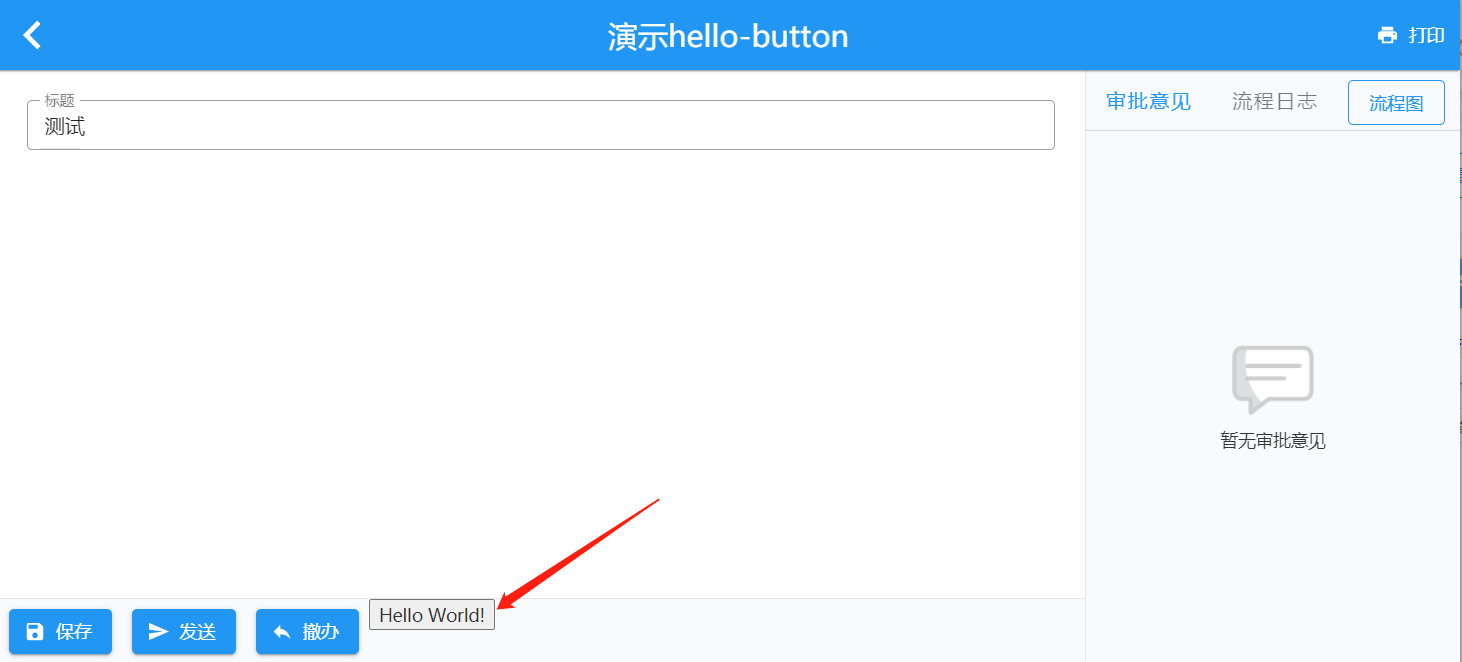 演示hello-button
打印
标题
测试
审批意见
流程日志
流程图
暂无审批意见
保存
发送
撤办
Hello World!